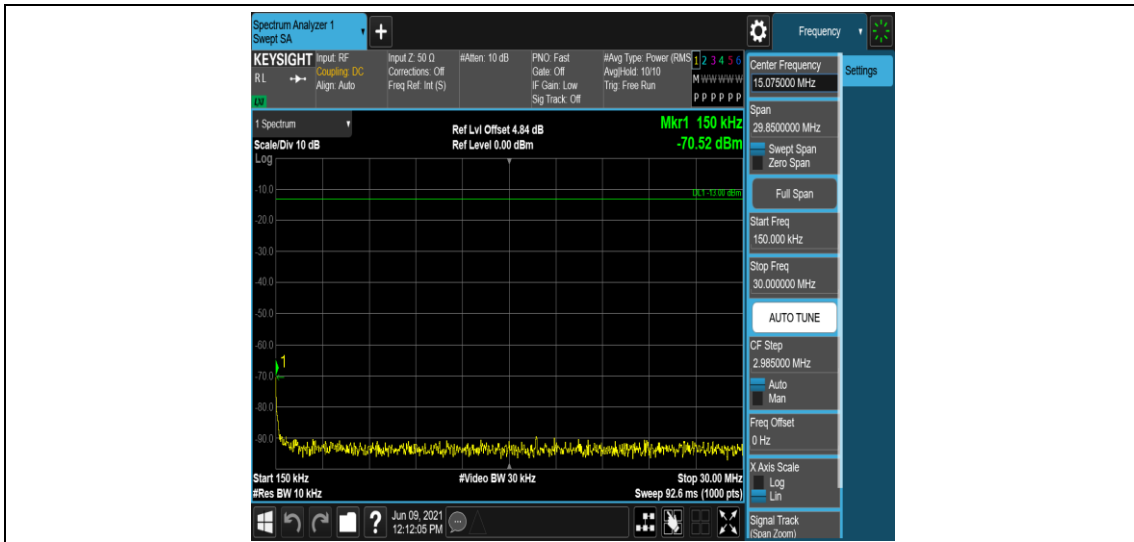 Spectrum Analyzer 1
Swept SA
+
Frequency
KEYSIGHT
RL
LXI
Input: RF
Coupling: DC
Align: Auto
Input Z: 50 Ω
Corrections: Off
Freq Ref: Int (S)
#Atten: 10 dB
PNO: Fast
Gate: Off
IF Gain: Low
Sig Track: Off
#Avg Type: Power (RMS
Avg|Hold: 10/10
Trig: Free Run
1 2 3 4 5 6
M W W W W W
P P P P P P
1 Spectrum
Scale/Div 10 dB
Log
Ref Lvl Offset 4.84 dB
Ref Level 0.00 dBm
Mkr1 150 kHz
-70.52 dBm
DL1 -13.00 dBm
-10.0
-20.0
-30.0
-40.0
-50.0
-60.0
1
-70.0
-80.0
-90.0
Start 150 kHz
#Res BW 10 kHz
#Video BW 30 kHz
Stop 30.00 MHz
Sweep 92.6 ms (1000 pts)
Center Frequency
15.075000 MHz
Settings
Span
29.8500000 MHz
Swept Span
Zero Span
Full Span
Start Freq
150.000 kHz
Stop Freq
30.000000 MHz
AUTO TUNE
CF Step
2.985000 MHz
Auto
Man
Freq Offset
0 Hz
X Axis Scale
Log
Lin
Signal Track
(Span Zoom)
?
Jun 09, 2021
12:12:05 PM